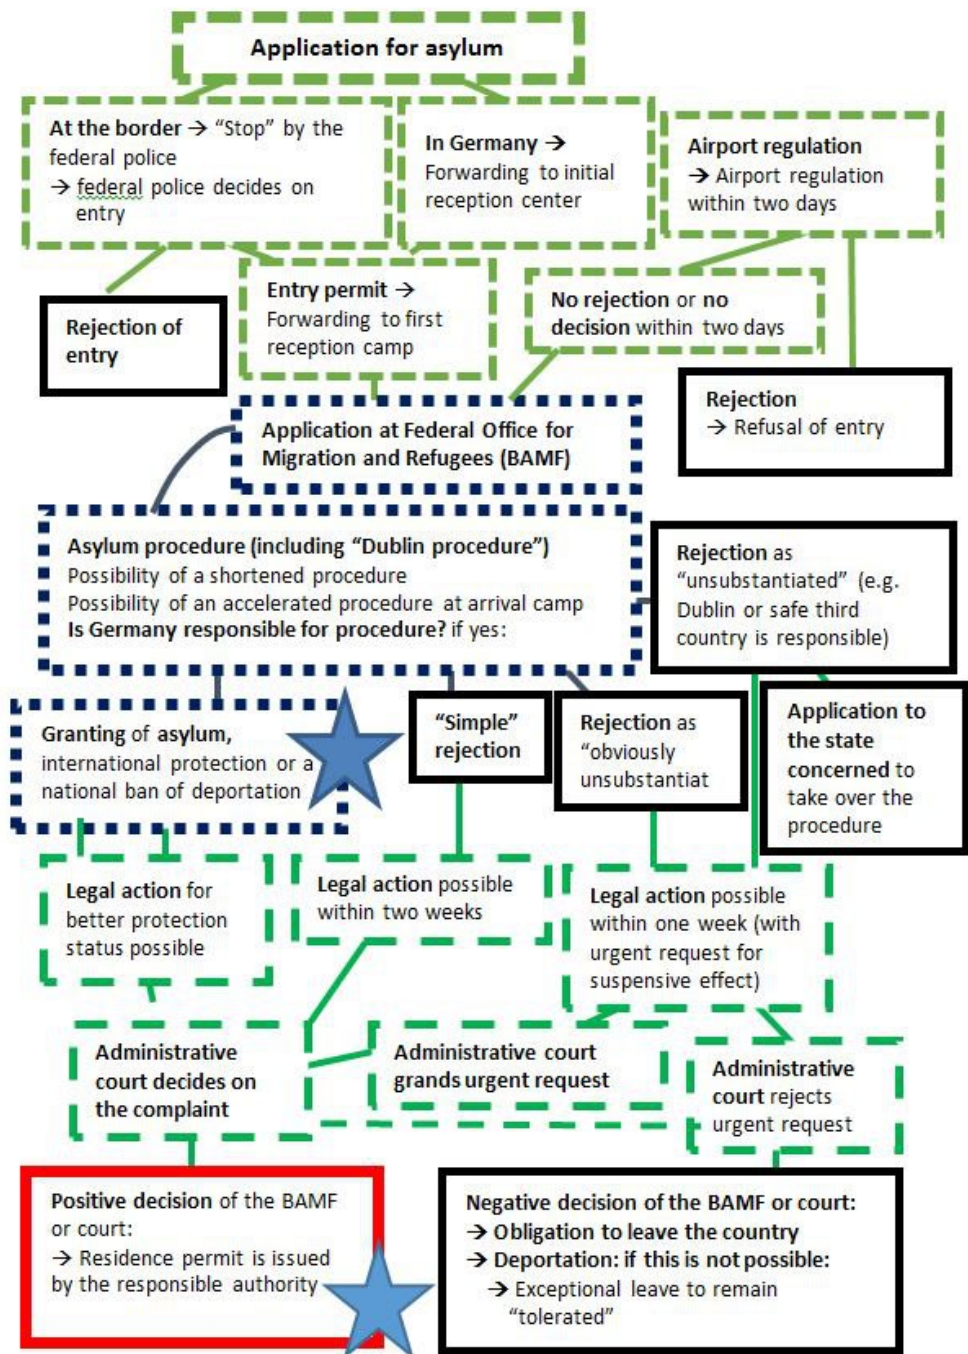 Application for asylum
At the border → “Stop” by the
federal police
→ federal police decides on
entry
In Germany →
Forwarding to initial
reception center
Airport regulation
→ Airport regulation
within two days
Rejection of
entry
Entry permit →
Forwarding to first
reception camp
No rejection or no
decision within two days
Rejection
→ Refusal of entry
Application at Federal Office for
Migration and Refugees (BAMF)
Asylum procedure (including “Dublin procedure”)
Possibility of a shortened procedure
Possibility of an accelerated procedure at arrival camp
Is Germany responsible for procedure? if yes:
Rejection as
“unsubstantiated” (e.g.
Dublin or safe third
country is responsible)
Granting of asylum,
international protection or a
national ban of deportation
“Simple”
rejection
Rejection as
“obviously
unsubstantiat
Application to
the state
concerned to
take over the
procedure
Legal action for
better protection
status possible
Legal action possible
within two weeks
Legal action possible
within one week (with
urgent request for
suspensive effect)
Administrative
court decides on
the complaint
Administrative court
grands urgent request
Administrative
court rejects
urgent request
Positive decision of the BAMF
or court:
→ Residence permit is issued
by the responsible authority
Negative decision of the BAMF or court:
→ Obligation to leave the country
→ Deportation: if this is not possible:
→ Exceptional leave to remain
“tolerated”